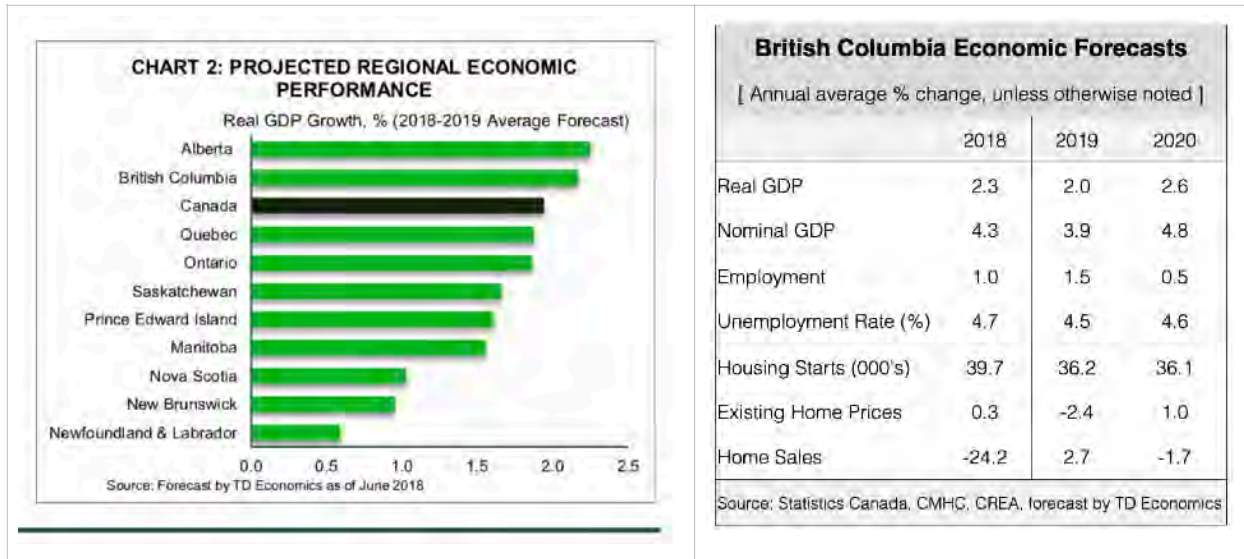 CHART 2: PROJECTED REGIONAL ECONOMIC
PERFORMANCE
Real GDP Growth, % (2018-2019 Average Forecast)
Alberta
British Columbia
Canada
Quebec
Ontario
Saskatchewan
Prince Edward Island
Manitoba
Nova Scotia
New Brunswick
Newfoundland & Labrador
0.0 0.5 1.0 1.5 2.0 2.5
Source: Forecast by TD Economics as of June 2018
British Columbia Economic Forecasts
[ Annual average % change, unless otherwise noted ]
2018 2019 2020
Real GDP 2.3 2.0 2.6
Nominal GDP 4.3 3.9 4.8
Employment 1.0 1.5 0.5
Unemployment Rate (%) 4.7 4.5 4.6
Housing Starts (000's) 39.7 36.2 36.1
Existing Home Prices 0.3 -2.4 1.0
Home Sales -24.2 2.7 -1.7
Source: Statistics Canada, CMHC, CREA, forecast by TD Economics